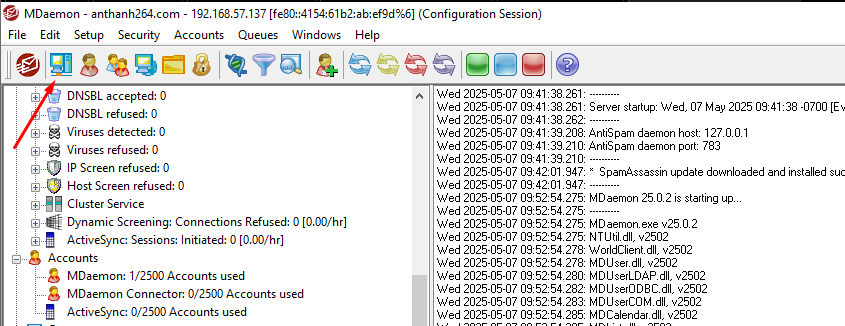 MDaemon - anthanh264.com - 192.168.57.137 [fe80::4154:61b2:ab:ef9d%6] (Configuration Session)
File Edit Setup Security Accounts Queues Windows Help
DNSBL accepted: 0
DNSBL refused: 0
Viruses detected: 0
Viruses refused: 0
IP Screen refused: 0
Host Screen refused: 0
Cluster Service
Dynamic Screening: Connections Refused: 0 [0.00/hr]
ActiveSync: Sessions: Initiated: 0 [0.00/hr]
Accounts
MDaemon: 1/2500 Accounts used
MDaemon Connector: 0/2500 Accounts used
ActiveSync: 0/2500 Accounts used
Wed 2025-05-07 09:41:38.261: ----------
Wed 2025-05-07 09:41:38.261: Server startup: Wed, 07 May 2025 09:41:38 -0700 [Ev
Wed 2025-05-07 09:41:38.262: ----------
Wed 2025-05-07 09:41:39.208: AntiSpam daemon host: 127.0.0.1
Wed 2025-05-07 09:41:39.210: AntiSpam daemon port: 783
Wed 2025-05-07 09:41:39.210: ----------
Wed 2025-05-07 09:42:01.947: * SpamAssassin update downloaded and installed suc
Wed 2025-05-07 09:42:01.947: ----------
Wed 2025-05-07 09:52:54.275: MDaemon 25.0.2 is starting up...
Wed 2025-05-07 09:52:54.275: ----------
Wed 2025-05-07 09:52:54.275: MDaemon.exe v25.0.2
Wed 2025-05-07 09:52:54.275: NTUtil.dll, v2502
Wed 2025-05-07 09:52:54.278: WorldClient.dll, v2502
Wed 2025-05-07 09:52:54.278: MDUser.dll, v2502
Wed 2025-05-07 09:52:54.280: MDUserLDAP.dll, v2502
Wed 2025-05-07 09:52:54.282: MDUserODBC.dll, v2502
Wed 2025-05-07 09:52:54.283: MDUserCOM.dll, v2502
Wed 2025-05-07 09:52:54.285: MDCalendar.dll, v2502